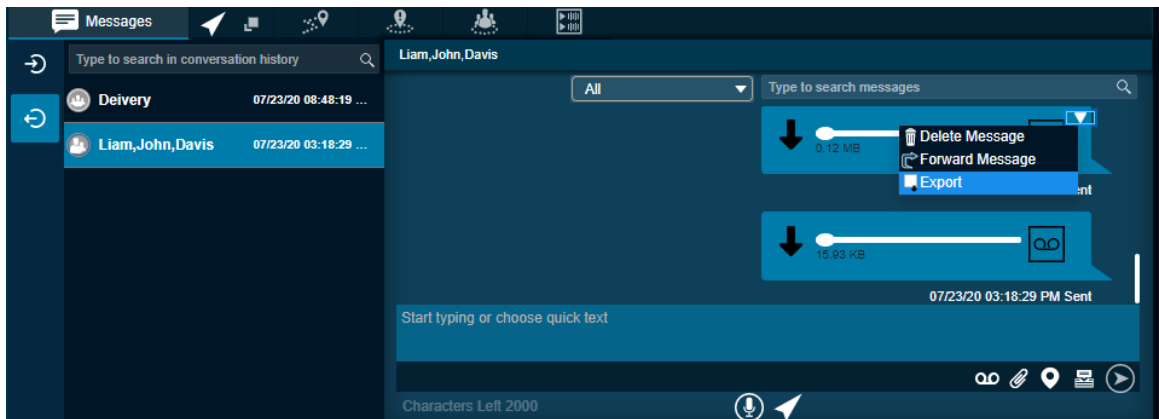 Messages
Type to search in conversation history
Deivery
07/23/20 08:48:19 ...
Liam,John,Davis
07/23/20 03:18:29 ...
Liam,John,Davis
All
Type to search messages
0.12 MB
Delete Message
Forward Message
Export
ent
15.93 KB
07/23/20 03:18:29 PM Sent
Start typing or choose quick text
Characters Left 2000